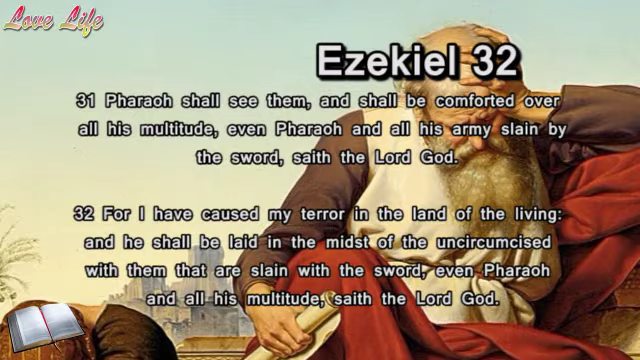 Love Life
Ezekiel 32
31 Pharaoh shall see them, and shall be comforted over
all his multitude, even Pharaoh and all his army slain by
the sword, saith the Lord God.
32 For I have caused my terror in the land of the living:
and he shall be laid in the midst of the uncircumcised
with them that are slain with the sword, even Pharaoh
and all his multitude, saith the Lord God.